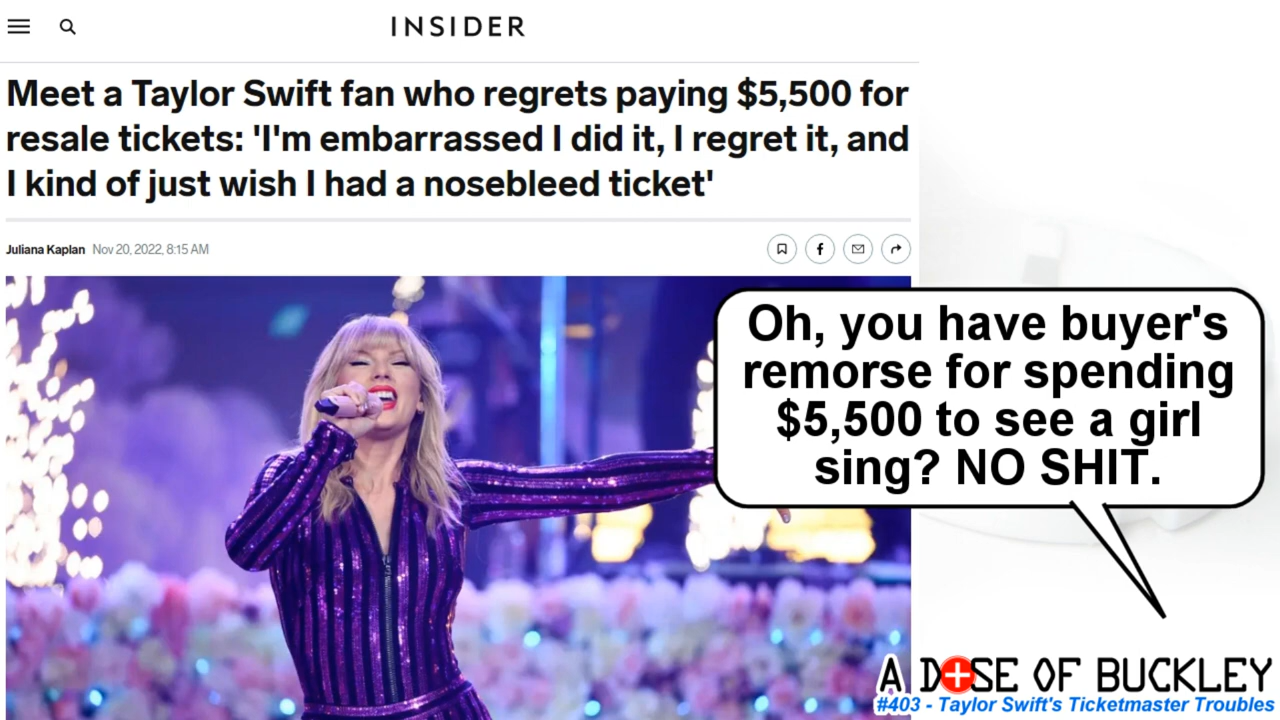 INSIDER
Meet a Taylor Swift fan who regrets paying $5,500 for
resale tickets: 'I'm embarrassed I did it, I regret it, and
I kind of just wish I had a nosebleed ticket'
Juliana Kaplan Nov 20, 2022, 8:15 AM
Oh, you have buyer's
remorse for spending
$5,500 to see a girl
sing? NO SHIT.
A DOSE OF BUCKLEY
#403 - Taylor Swift's Ticketmaster Troubles